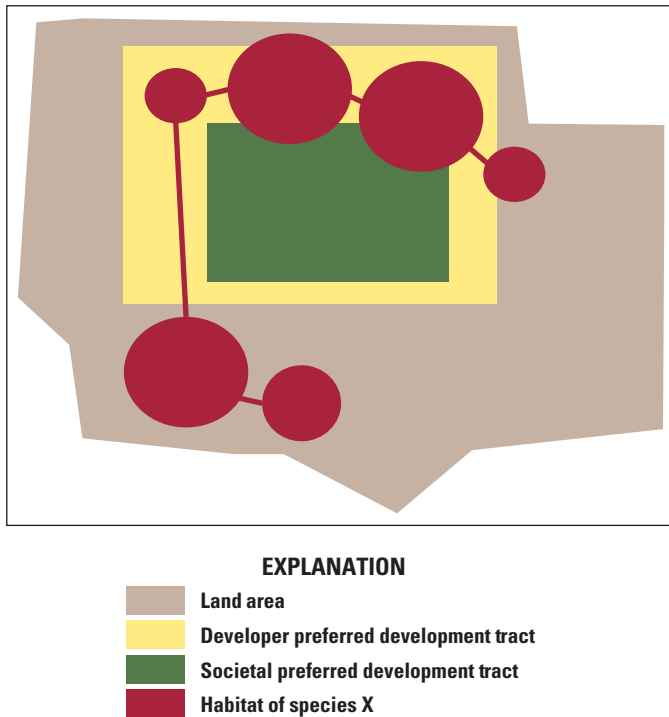 EXPLANATION
Land area
Developer preferred development tract
Societal preferred development tract
Habitat of species X